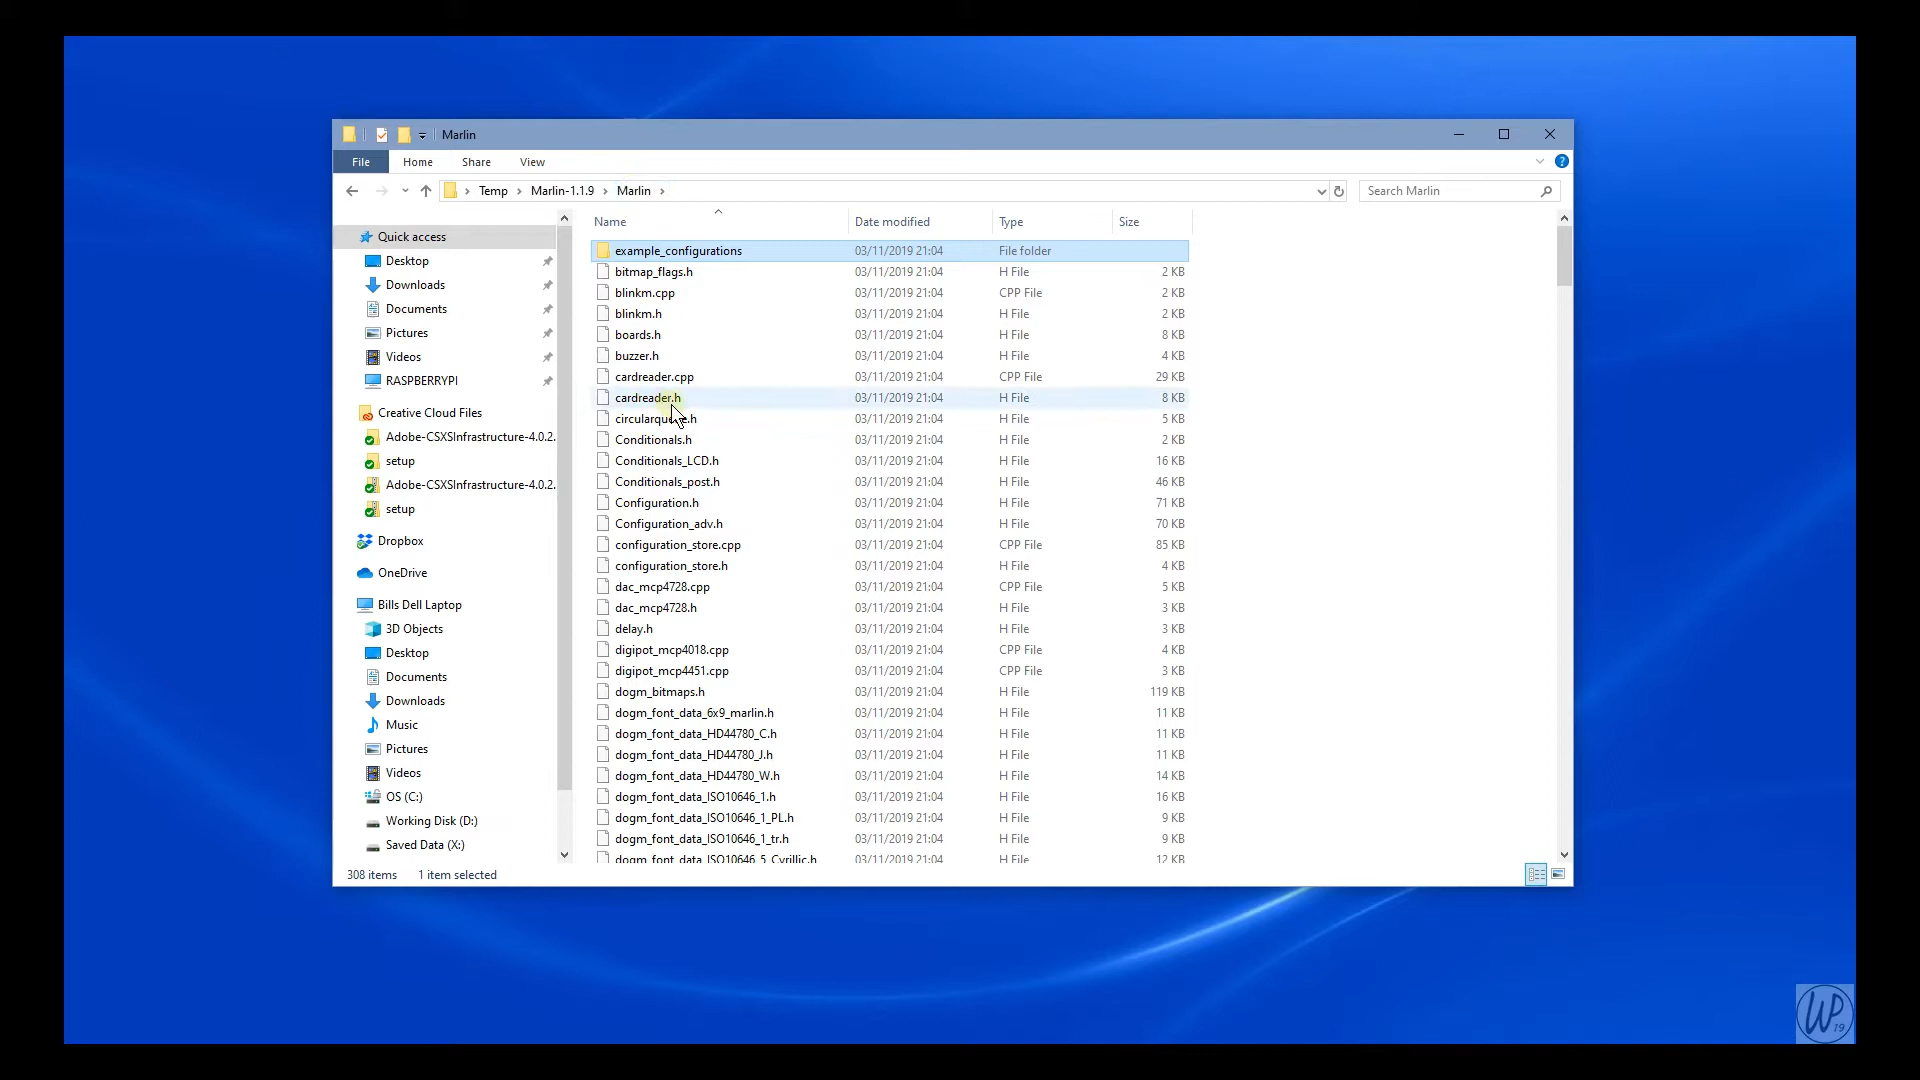 Marlin
File Home Share View
Temp Marlin-1.1.9 Marlin Search Marlin
Name Date modified Type Size
Quick access
Desktop
Downloads
Documents
Pictures
Videos
RASPBERRYPI
Creative Cloud Files
Adobe-CSXSInfrastructure-4.0.2.
setup
Adobe-CSXSInfrastructure-4.0.2.
setup
Dropbox
OneDrive
Bills Dell Laptop
3D Objects
Desktop
Documents
Downloads
Music
Pictures
Videos
OS (C:)
Working Disk (D:)
Saved Data (X:)
example_configurations 03/11/2019 21:04 File folder
bitmap_flags.h 03/11/2019 21:04 H File 2 KB
blinkm.cpp 03/11/2019 21:04 CPP File 2 KB
blinkm.h 03/11/2019 21:04 H File 2 KB
boards.h 03/11/2019 21:04 H File 8 KB
buzzer.h 03/11/2019 21:04 H File 4 KB
cardreader.cpp 03/11/2019 21:04 CPP File 29 KB
cardreader.h 03/11/2019 21:04 H File 8 KB
circularqueue.h 03/11/2019 21:04 H File 5 KB
Conditionals.h 03/11/2019 21:04 H File 2 KB
Conditionals_LCD.h 03/11/2019 21:04 H File 16 KB
Conditionals_post.h 03/11/2019 21:04 H File 46 KB
Configuration.h 03/11/2019 21:04 H File 71 KB
Configuration_adv.h 03/11/2019 21:04 H File 70 KB
configuration_store.cpp 03/11/2019 21:04 CPP File 85 KB
configuration_store.h 03/11/2019 21:04 H File 4 KB
dac_mcp4728.cpp 03/11/2019 21:04 CPP File 5 KB
dac_mcp4728.h 03/11/2019 21:04 H File 3 KB
delay.h 03/11/2019 21:04 H File 3 KB
digipot_mcp4018.cpp 03/11/2019 21:04 CPP File 4 KB
digipot_mcp4451.cpp 03/11/2019 21:04 CPP File 3 KB
dogm_bitmaps.h 03/11/2019 21:04 H File 119 KB
dogm_font_data_6x9_marlin.h 03/11/2019 21:04 H File 11 KB
dogm_font_data_HD44780_C.h 03/11/2019 21:04 H File 11 KB
dogm_font_data_HD44780_J.h 03/11/2019 21:04 H File 11 KB
dogm_font_data_HD44780_W.h 03/11/2019 21:04 H File 14 KB
dogm_font_data_ISO10646_1.h 03/11/2019 21:04 H File 16 KB
dogm_font_data_ISO10646_1_PL.h 03/11/2019 21:04 H File 9 KB
dogm_font_data_ISO10646_1_tr.h 03/11/2019 21:04 H File 9 KB
dogm_font_data_ISO10646_5_Cyrillic.h 03/11/2019 21:04 H File 12 KB
308 items 1 item selected
WP 19